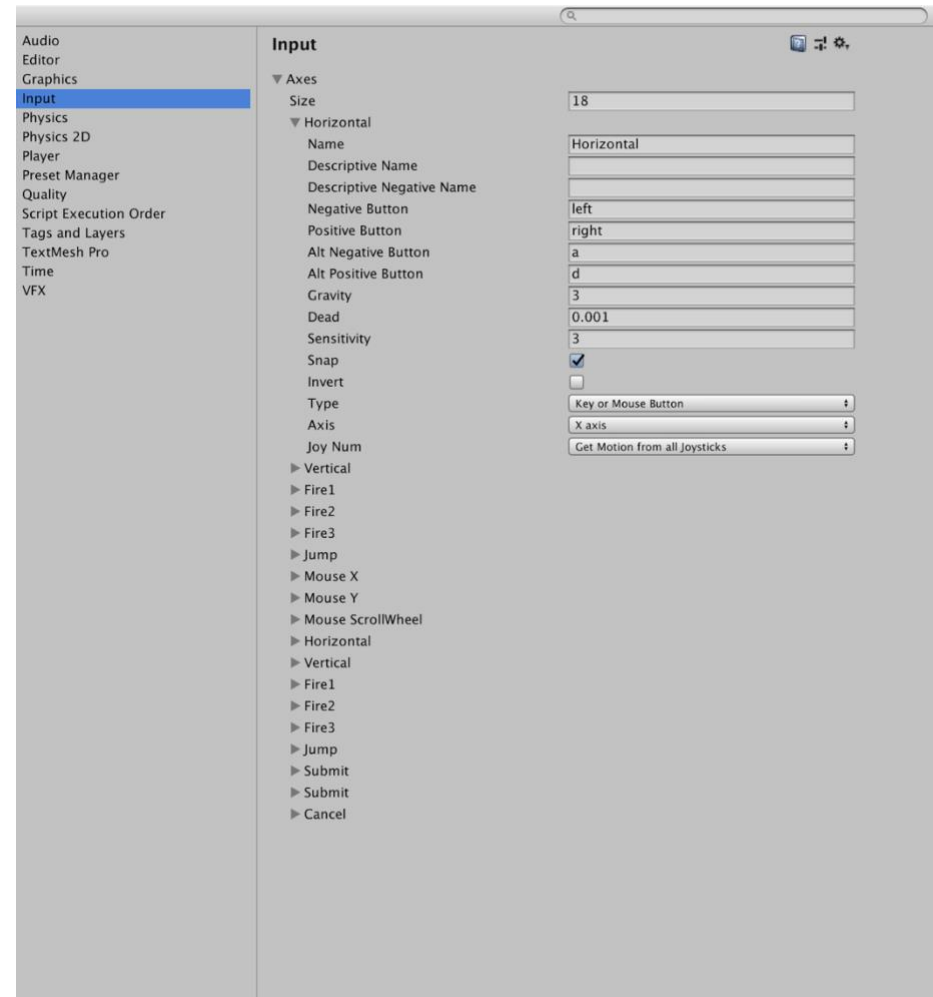 Audio
Editor
Graphics
Input
Physics
Physics 2D
Player
Preset Manager
Quality
Script Execution Order
Tags and Layers
TextMesh Pro
Time
VFX
Input
Axes
Size 18
Horizontal
Name Horizontal
Descriptive Name
Descriptive Negative Name
Negative Button left
Positive Button right
Alt Negative Button a
Alt Positive Button d
Gravity 3
Dead 0.001
Sensitivity 3
Snap
Invert
Type Key or Mouse Button
Axis X axis
Joy Num Get Motion from all Joysticks
Vertical
Fire1
Fire2
Fire3
Jump
Mouse X
Mouse Y
Mouse ScrollWheel
Horizontal
Vertical
Fire1
Fire2
Fire3
Jump
Submit
Submit
Cancel